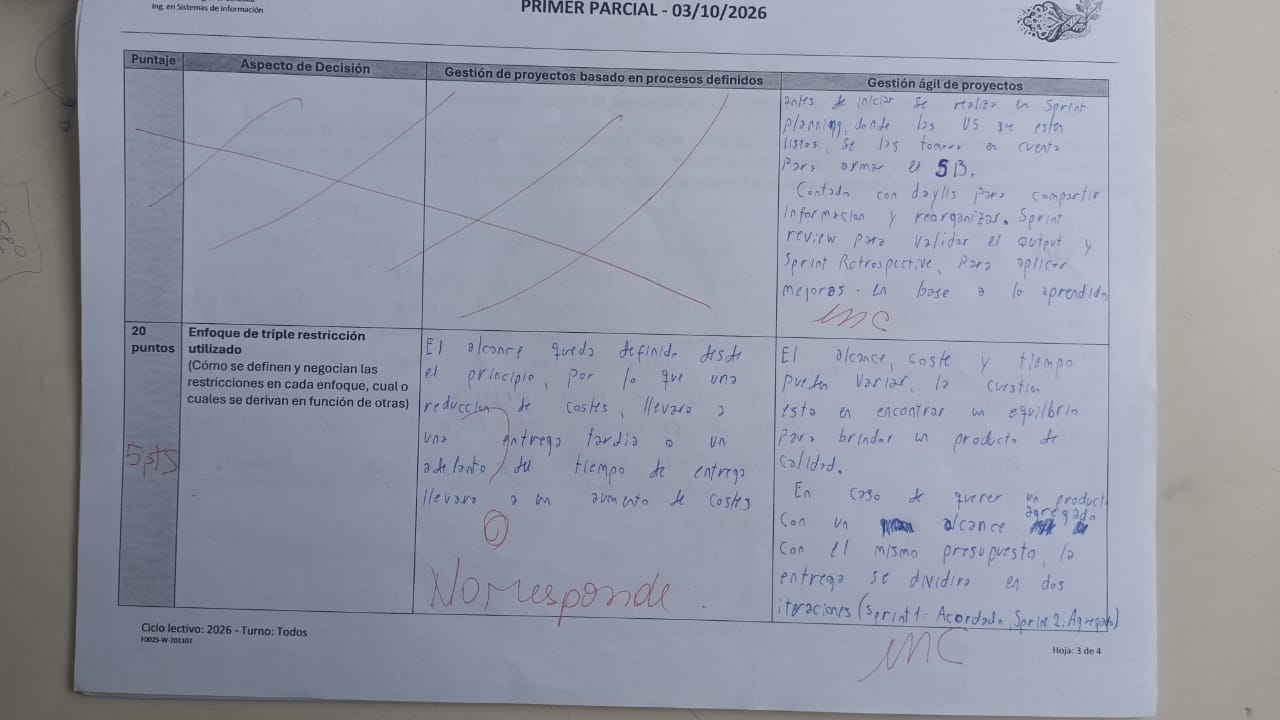 Ing. en Sistemas de Información
PRIMER PARCIAL - 03/10/2026
Puntaje
Aspecto de Decisión
Gestión de proyectos basado en procesos definidos
Gestión ágil de proyectos
antes de iniciar se realiza la Sprint
planning, donde las US que estén
listas, se las toman en cuenta
para armar el SB.
Contado con daylis para compartir
información y reorganizar. Sprint
review para validar el output y
Sprint Retrospective, para aplicar
mejoras en base a lo aprendido
MC
20
puntos
5pts
Enfoque de triple restricción
utilizado
(Cómo se definen y negocian las
restricciones en cada enfoque, cual o
cuales se derivan en función de otras)
El alcance queda definido desde
el principio, por lo que una
reducción de costes, llevara a
una entrega tardía o un
adelanto del tiempo de entrega
llevara a un aumento de costes
0
No responde.
El alcance, coste y tiempo
pueden variar, la cuestión
esta en encontrar un equilibrio
para brindar un producto de
calidad.
En caso de querer un producto
con un alcance agregado
con el mismo presupuesto, la
entrega se dividira en dos
iteraciones (Sprint 1: Acordado, Sprint 2: Agregado)
MC
Ciclo lectivo: 2026 - Turno: Todos
F0025-W-201102
Hoja: 3 de 4